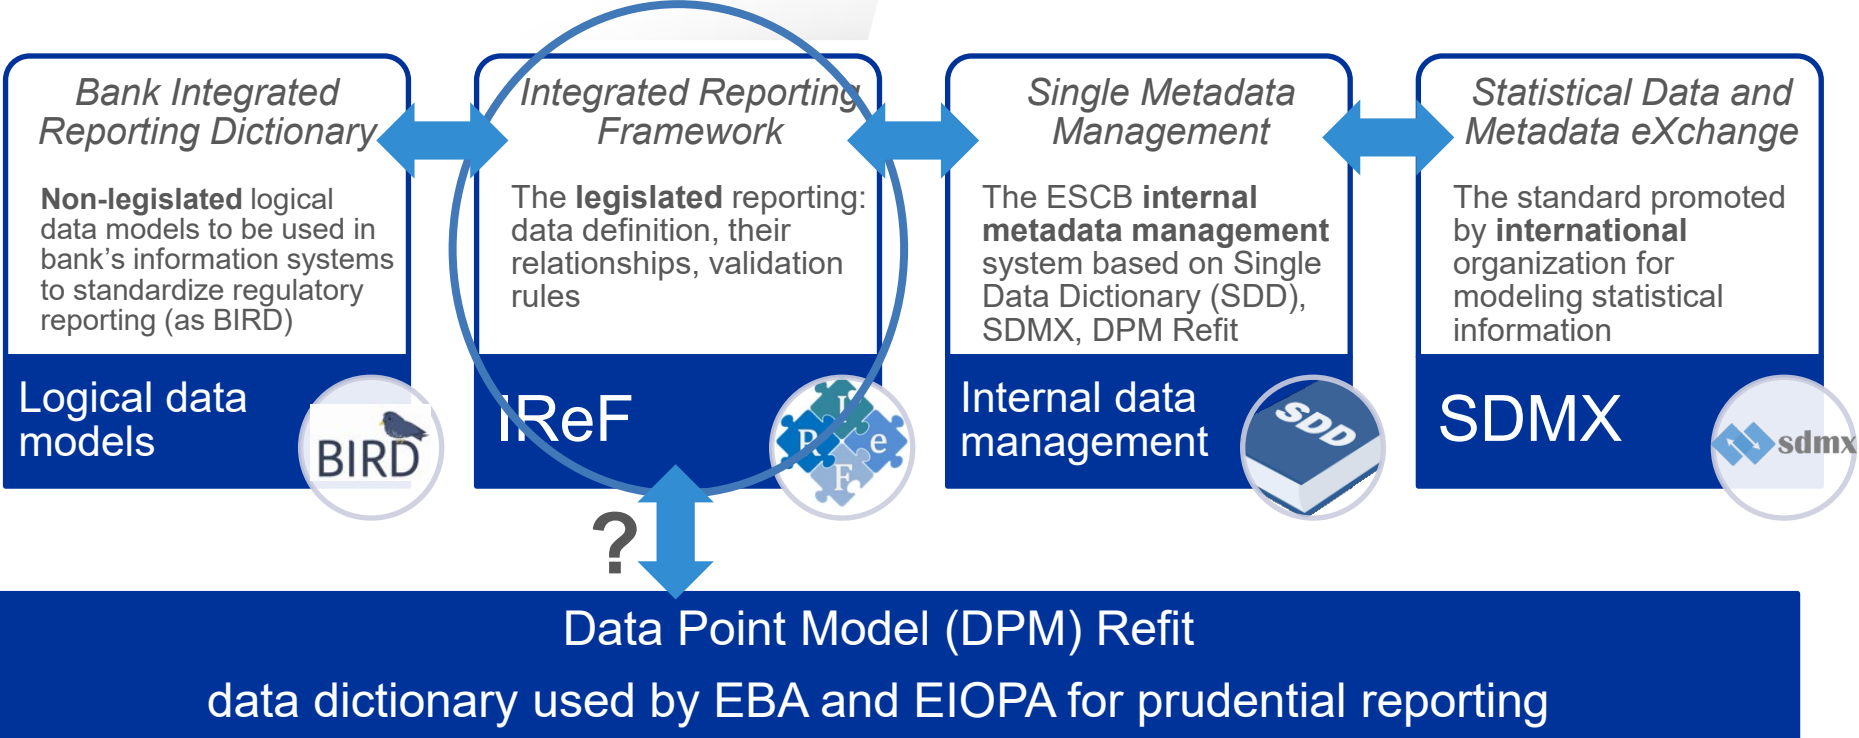 Bank Integrated
Reporting Dictionary
Non-legislated logical
data models to be used in
bank's information systems
to standardize regulatory
reporting (as BIRD)
Logical data
models
BIRD
Integrated Reporting
Framework
The legislated reporting:
data definition, their
relationships, validation
rules
IReF
I
R e
F
Single Metadata
Management
The ESCB internal
metadata management
system based on Single
Data Dictionary (SDD),
SDMX, DPM Refit
Internal data
management
SDD
Statistical Data and
Metadata eXchange
The standard promoted
by international
organization for
modeling statistical
information
SDMX
sdmx
?
Data Point Model (DPM) Refit
data dictionary used by EBA and EIOPA for prudential reporting